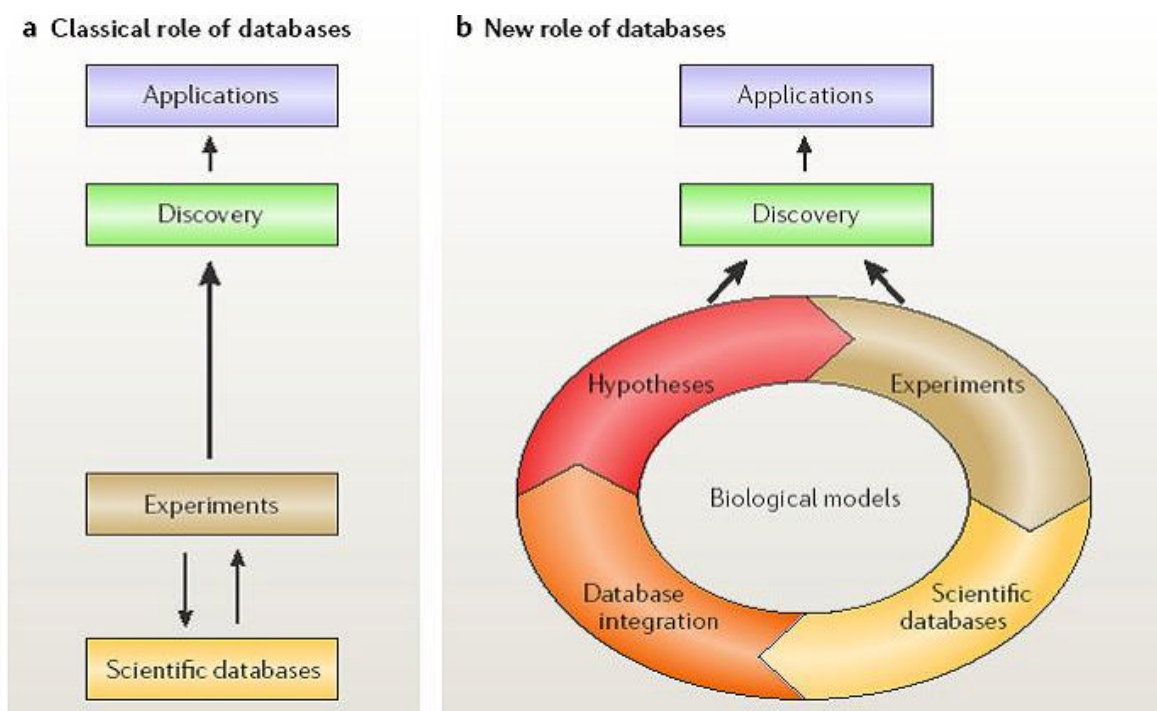 a Classical role of databases
Applications
Discovery
Experiments
Scientific databases
b New role of databases
Applications
Discovery
Hypotheses
Experiments
Biological models
Database
integration
Scientific
databases